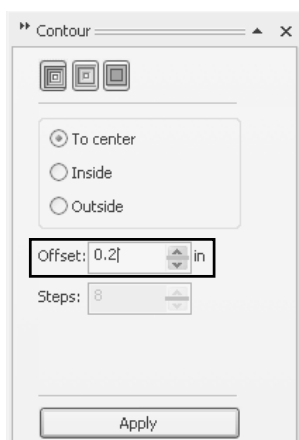 Contour
To center
Inside
Outside
Offset: 0.2 in
Steps: 8
Apply